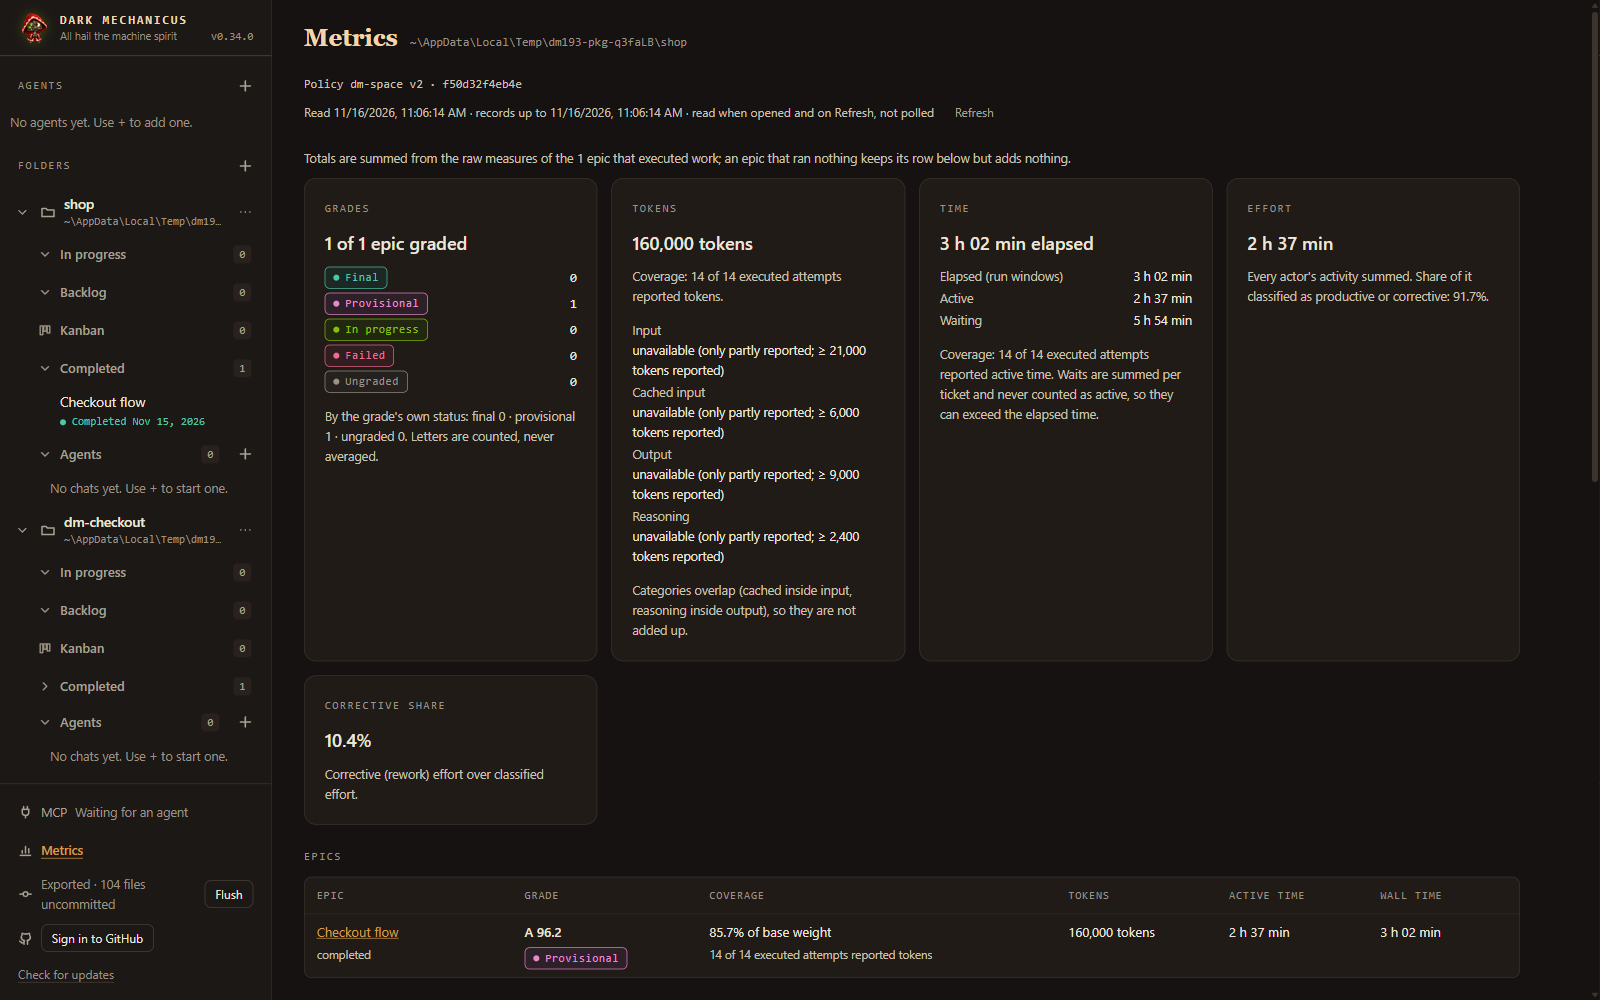 DARK MECHANICUS
All hail the machine spirit v0.34.0
AGENTS
No agents yet. Use + to add one.
FOLDERS
shop
~\AppData\Local\Temp\dm19…
In progress 0
Backlog 0
Kanban 0
Completed 1
Checkout flow
Completed Nov 15, 2026
Agents 0
No chats yet. Use + to start one.
dm-checkout
~\AppData\Local\Temp\dm19…
In progress 0
Backlog 0
Kanban 0
Completed 1
Agents 0
No chats yet. Use + to start one.
MCP Waiting for an agent
Metrics
Exported · 104 files
uncommitted
Flush
Sign in to GitHub
Check for updates
Metrics ~\AppData\Local\Temp\dm193-pkg-q3faLB\shop
Policy dm-space v2 · f50d32f4eb4e
Read 11/16/2026, 11:06:14 AM · records up to 11/16/2026, 11:06:14 AM · read when opened and on Refresh, not polled Refresh
Totals are summed from the raw measures of the 1 epic that executed work; an epic that ran nothing keeps its row below but adds nothing.
GRADES
1 of 1 epic graded
Final 0
Provisional 1
In progress 0
Failed 0
Ungraded 0
By the grade's own status: final 0 · provisional
1 · ungraded 0. Letters are counted, never
averaged.
TOKENS
160,000 tokens
Coverage: 14 of 14 executed attempts
reported tokens.
Input
unavailable (only partly reported; ≥ 21,000
tokens reported)
Cached input
unavailable (only partly reported; ≥ 6,000
tokens reported)
Output
unavailable (only partly reported; ≥ 9,000
tokens reported)
Reasoning
unavailable (only partly reported; ≥ 2,400
tokens reported)
Categories overlap (cached inside input,
reasoning inside output), so they are not
added up.
TIME
3 h 02 min elapsed
Elapsed (run windows) 3 h 02 min
Active 2 h 37 min
Waiting 5 h 54 min
Coverage: 14 of 14 executed attempts
reported active time. Waits are summed per
ticket and never counted as active, so they
can exceed the elapsed time.
EFFORT
2 h 37 min
Every actor's activity summed. Share of it
classified as productive or corrective: 91.7%.
CORRECTIVE SHARE
10.4%
Corrective (rework) effort over classified
effort.
EPICS
EPIC GRADE COVERAGE TOKENS ACTIVE TIME WALL TIME
Checkout flow A 96.2 85.7% of base weight 160,000 tokens 2 h 37 min 3 h 02 min
completed Provisional 14 of 14 executed attempts reported tokens